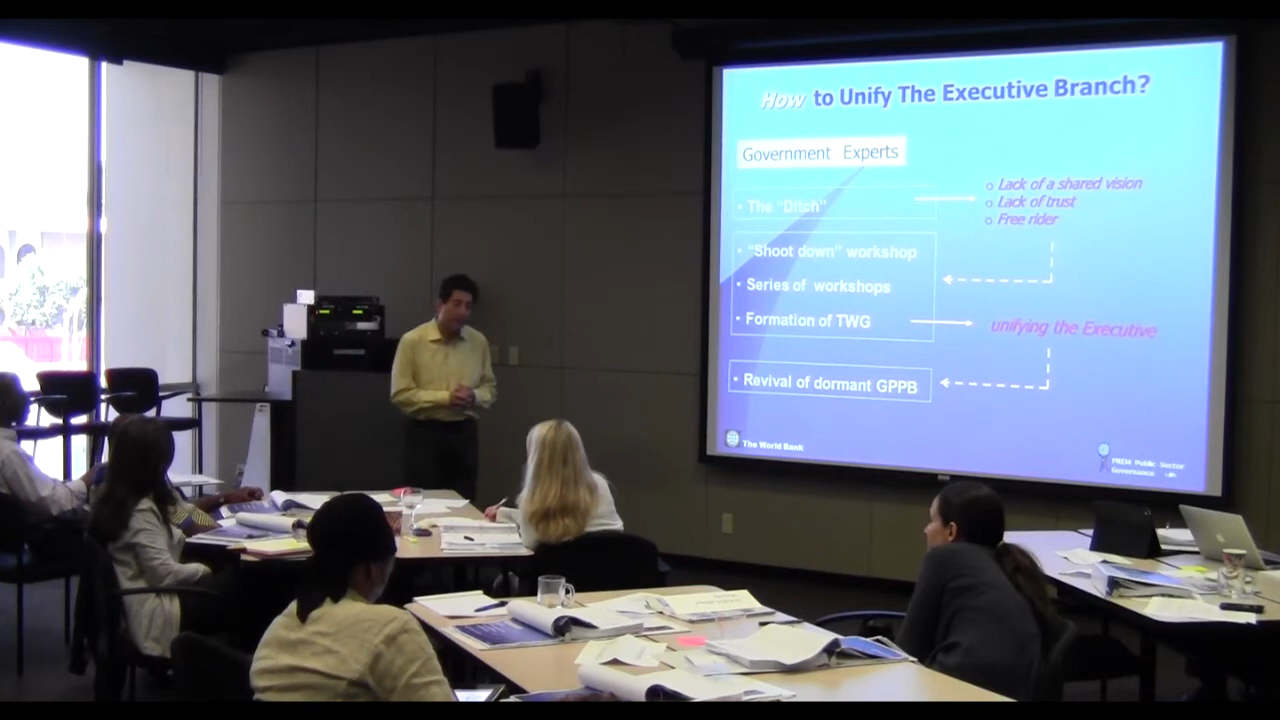 How to Unify The Executive Branch?
Government Experts
• The "Ditch"
o Lack of a shared vision
o Lack of trust
o Free rider
• "Shoot down" workshop
• Series of workshops
• Formation of TWG
unifying the Executive
• Revival of dormant GPPB
The World Bank
PREM Public Sector
Governance